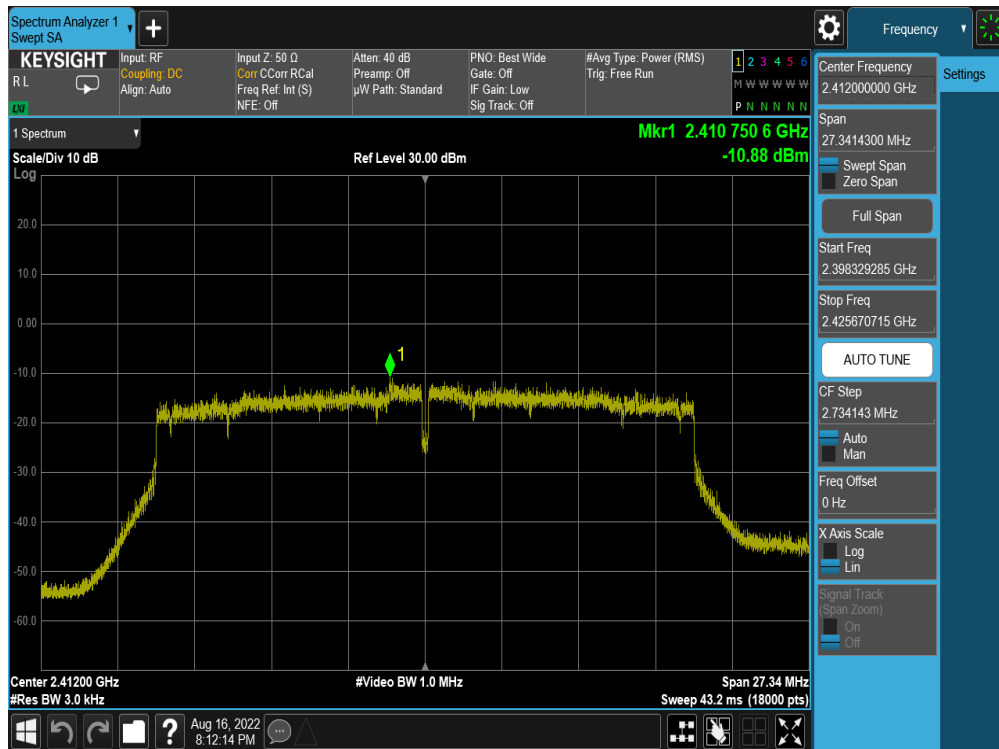 Spectrum Analyzer 1
Swept SA
+
Frequency
KEYSIGHT
R L
LXI
Input: RF
Coupling: DC
Align: Auto
Input Z: 50 Ω
Corr CCorr RCal
Freq Ref: Int (S)
NFE: Off
Atten: 40 dB
Preamp: Off
µW Path: Standard
PNO: Best Wide
Gate: Off
IF Gain: Low
Sig Track: Off
#Avg Type: Power (RMS)
Trig: Free Run
1 2 3 4 5 6
M W W W W W
P N N N N N
1 Spectrum
Scale/Div 10 dB
Log
Ref Level 30.00 dBm
Mkr1 2.410 750 6 GHz
-10.88 dBm
20.0
10.0
0.00
-10.0
-20.0
-30.0
-40.0
-50.0
-60.0
1
Center 2.41200 GHz
#Res BW 3.0 kHz
#Video BW 1.0 MHz
Span 27.34 MHz
Sweep 43.2 ms (18000 pts)
Center Frequency
2.412000000 GHz
Settings
Span
27.3414300 MHz
Swept Span
Zero Span
Full Span
Start Freq
2.398329285 GHz
Stop Freq
2.425670715 GHz
AUTO TUNE
CF Step
2.734143 MHz
Auto
Man
Freq Offset
0 Hz
X Axis Scale
Log
Lin
Signal Track
(Span Zoom)
On
Off
?
Aug 16, 2022
8:12:14 PM